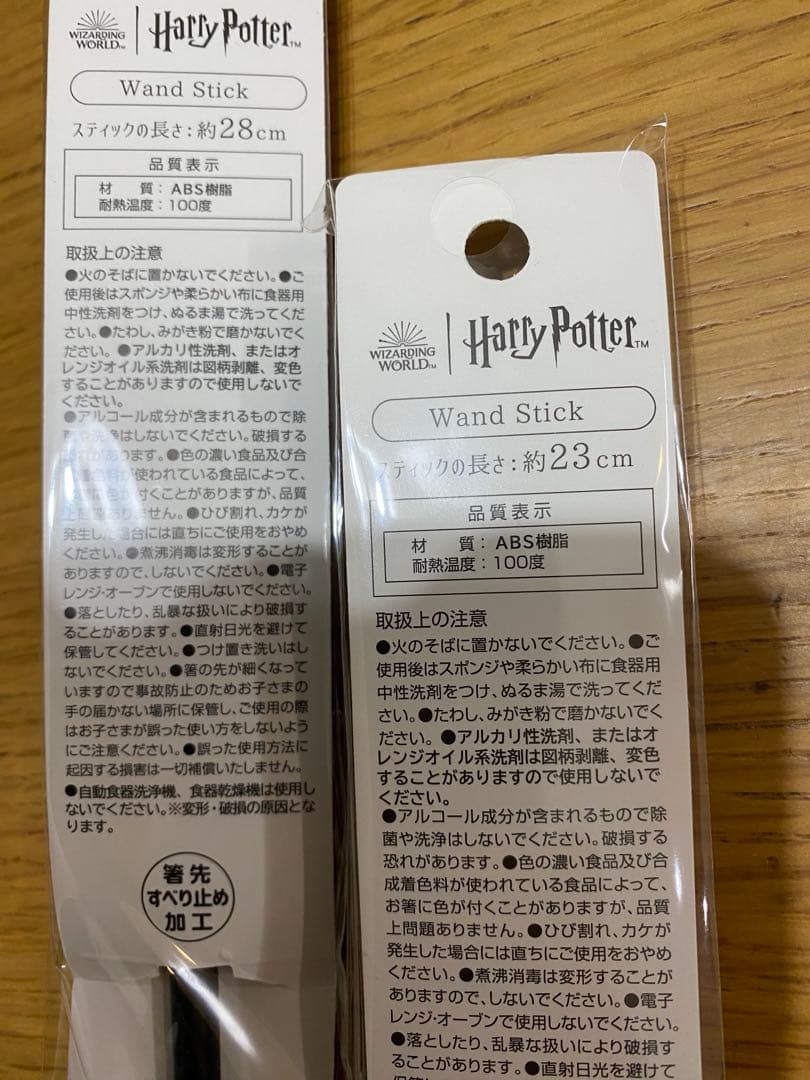 WIZARDING
WORLD™
Harry Potter™
Wand Stick
スティックの長さ：約28cm
品質表示
材　　質：ABS樹脂
耐熱温度：100度
取扱上の注意
●火のそばに置かないでください。●ご
使用後はスポンジや柔らかい布に食器用
中性洗剤をつけ、ぬるま湯で洗ってくだ
さい。●たわし、みがき粉で磨かないでく
ださい。●アルカリ性洗剤、またはオ
レンジオイル系洗剤は図柄剥離、変色
することがありますので使用しないで
ください。
●アルコール成分が含まれるもので除
菌や洗浄はしないでください。破損する
恐れがあります。●色の濃い食品及び合
成着色料が使われている食品によって、
お箸に色が付くことがありますが、品質
上問題ありません。●ひび割れ、カケが
発生した場合には直ちにご使用をおやめ
ください。●煮沸消毒は変形することが
ありますので、しないでください。●電子
レンジ・オーブンで使用しないでください。
●落としたり、乱暴な扱いにより破損す
ることがあります。●直射日光を避けて
保管してください。●つけ置き洗いはし
ないでください。●箸の先が細くなって
いますので事故防止のためお子さまの
手の届かない場所に保管し、ご使用の際
はお子さまが誤った使い方をしないよう
にご注意ください。●誤った使用方法に
起因する損害は一切補償いたしません。
●自動食器洗浄機、食器乾燥機は使用し
ないでください。※変形・破損の原因とな
ります。
箸先
すべり止め
加工
WIZARDING
WORLD™
Harry Potter™
Wand Stick
スティックの長さ：約23cm
品質表示
材　　質：ABS樹脂
耐熱温度：100度
取扱上の注意
●火のそばに置かないでください。●ご
使用後はスポンジや柔らかい布に食器用
中性洗剤をつけ、ぬるま湯で洗ってくだ
さい。●たわし、みがき粉で磨かないでく
ださい。●アルカリ性洗剤、またはオ
レンジオイル系洗剤は図柄剥離、変色
することがありますので使用しないで
ください。
●アルコール成分が含まれるもので除
菌や洗浄はしないでください。破損する
恐れがあります。●色の濃い食品及び合
成着色料が使われている食品によって、
お箸に色が付くことがありますが、品質
上問題ありません。●ひび割れ、カケが
発生した場合には直ちにご使用をおやめ
ください。●煮沸消毒は変形することが
ありますので、しないでください。●電子
レンジ・オーブンで使用しないでください。
●落としたり、乱暴な扱いにより破損す
ることがあります。●直射日光を避けて